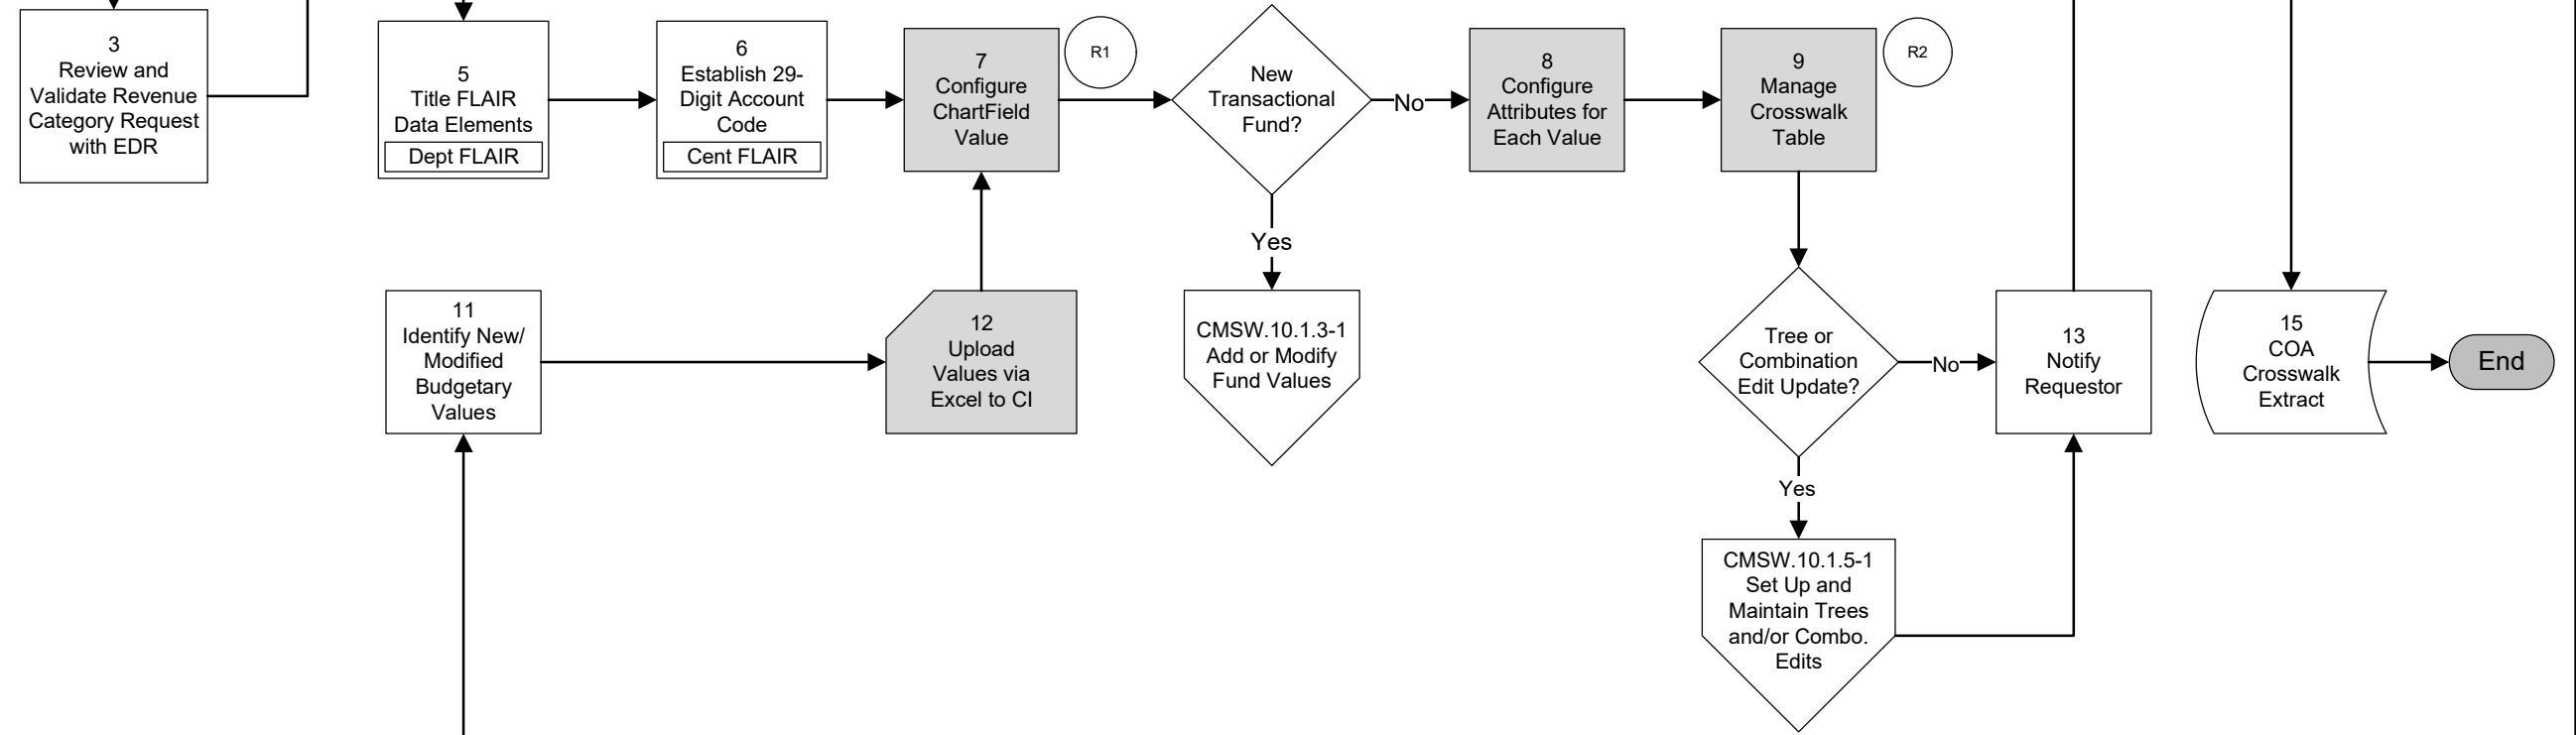 3
Review and
Validate Revenue
Category Request
with EDR
5
Title FLAIR
Data Elements
Dept FLAIR
6
Establish 29-
Digit Account
Code
Cent FLAIR
7
Configure
ChartField
Value
R1
New
Transactional
Fund?
No
8
Configure
Attributes for
Each Value
9
Manage
Crosswalk
Table
R2
Yes
11
Identify New/
Modified
Budgetary
Values
12
Upload
Values via
Excel to CI
CMSW.10.1.3-1
Add or Modify
Fund Values
Tree or
Combination
Edit Update?
No
13
Notify
Requestor
15
COA
Crosswalk
Extract
End
Yes
CMSW.10.1.5-1
Set Up and
Maintain Trees
and/or Combo.
Edits